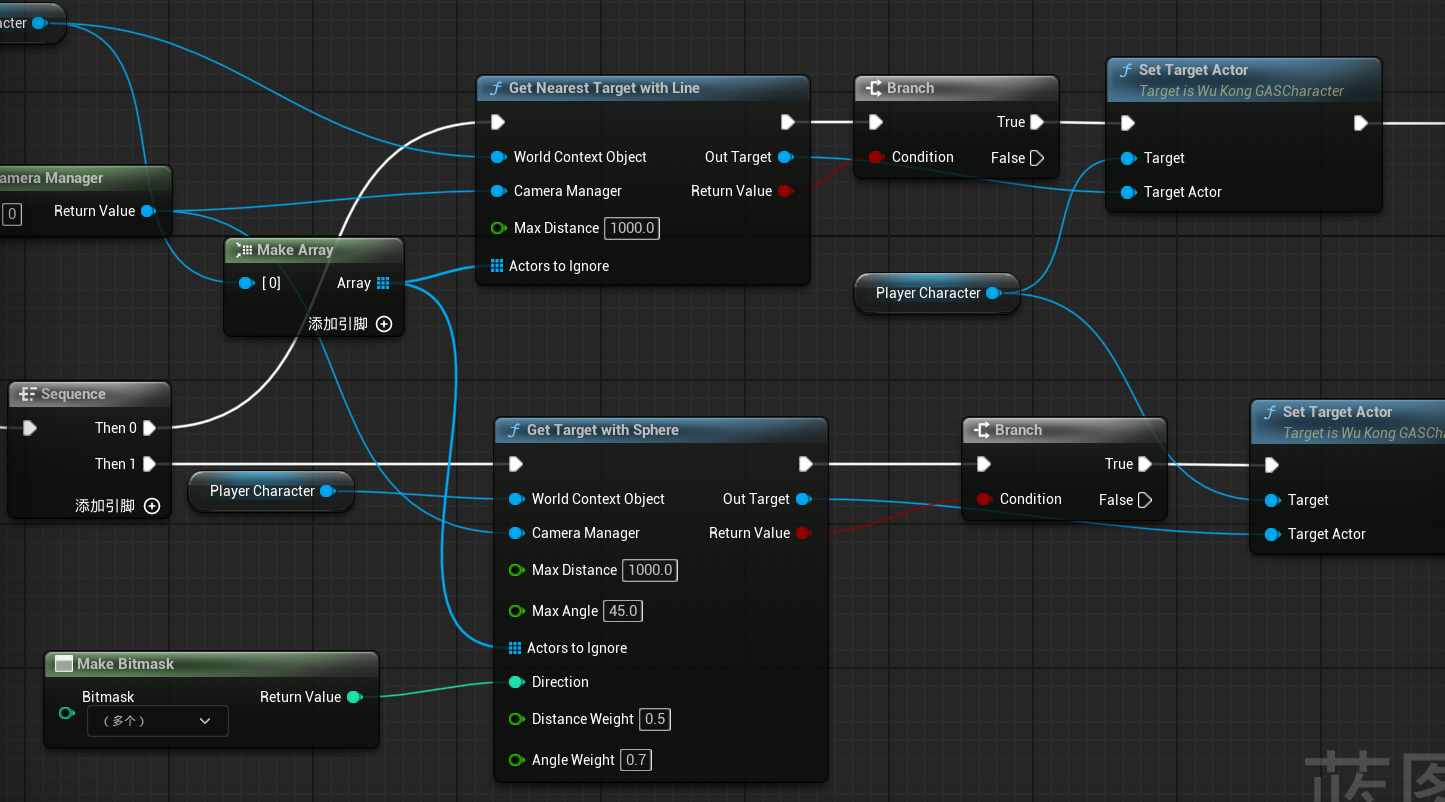 cter
amera Manager
0
Return Value
Make Array
[ 0]
Array
添加引脚
Sequence
Then 0
Then 1
添加引脚
Player Character
Make Bitmask
Bitmask
Return Value
（多个）
Get Nearest Target with Line
World Context Object
Out Target
Camera Manager
Return Value
Max Distance 1000.0
Actors to Ignore
Branch
True
Condition
False
Set Target Actor
Target is Wu Kong GASCharacter
Target
Target Actor
Player Character
Get Target with Sphere
World Context Object
Out Target
Camera Manager
Return Value
Max Distance 1000.0
Max Angle 45.0
Actors to Ignore
Direction
Distance Weight 0.5
Angle Weight 0.7
Branch
True
Condition
False
Set Target Actor
Target is Wu Kong GASCh
Target
Target Actor
蓝图